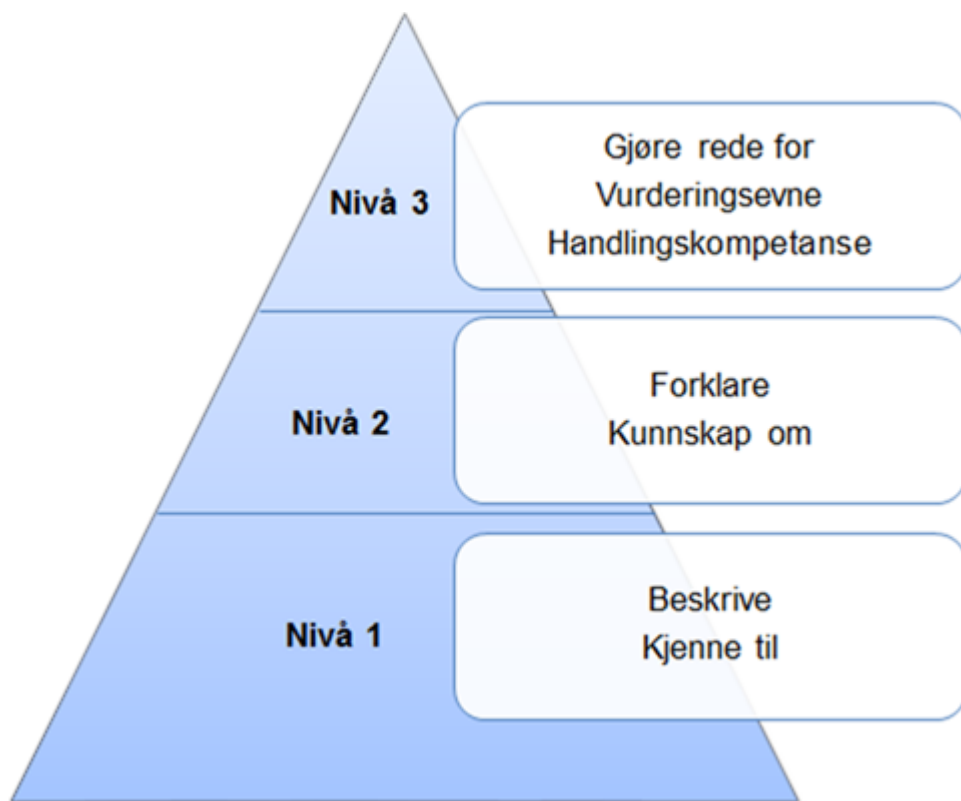 Nivå 3
Gjøre rede for
Vurderingsevne
Handlingskompetanse
Nivå 2
Forklare
Kunnskap om
Nivå 1
Beskrive
Kjenne til